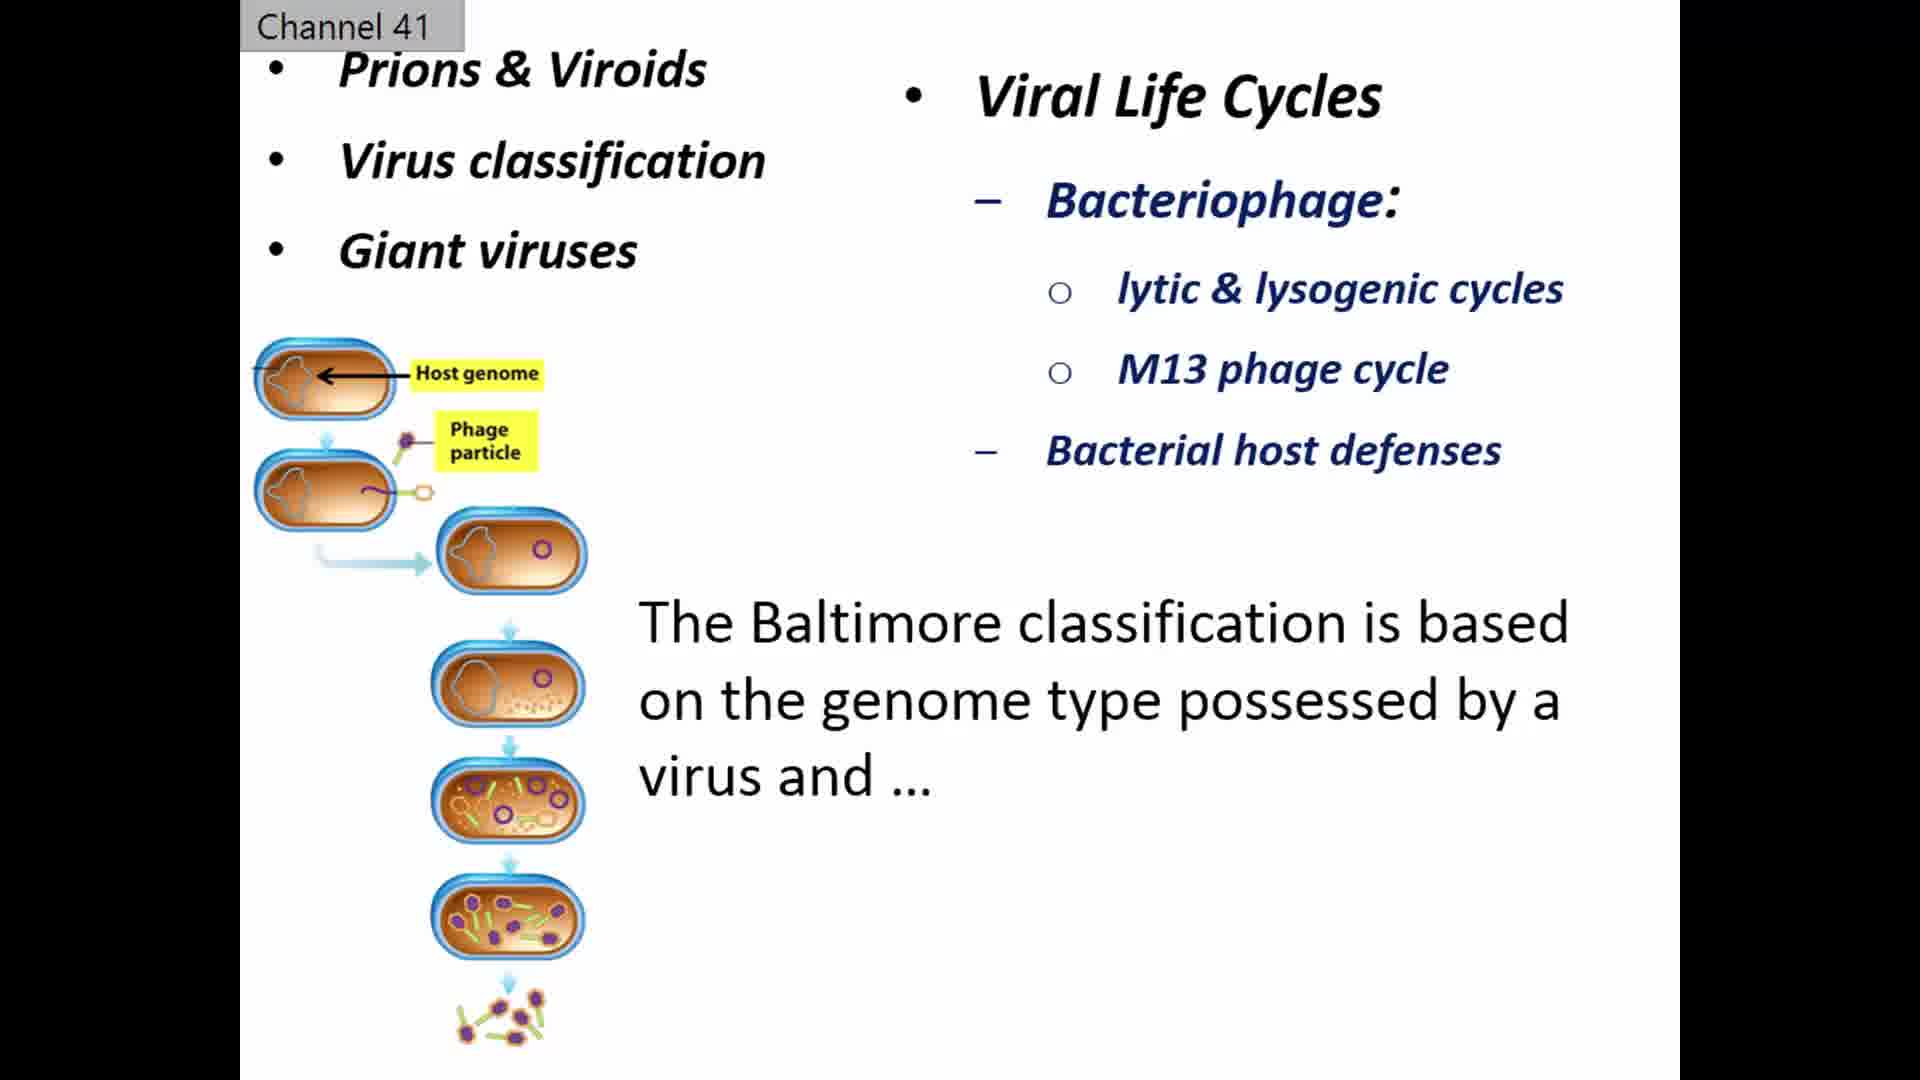 Channel 41
• Prions & Viroids
• Virus classification
• Giant viruses
• Viral Life Cycles
– Bacteriophage:
o lytic & lysogenic cycles
o M13 phage cycle
– Bacterial host defenses
Host genome
Phage
particle
The Baltimore classification is based
on the genome type possessed by a
virus and ...